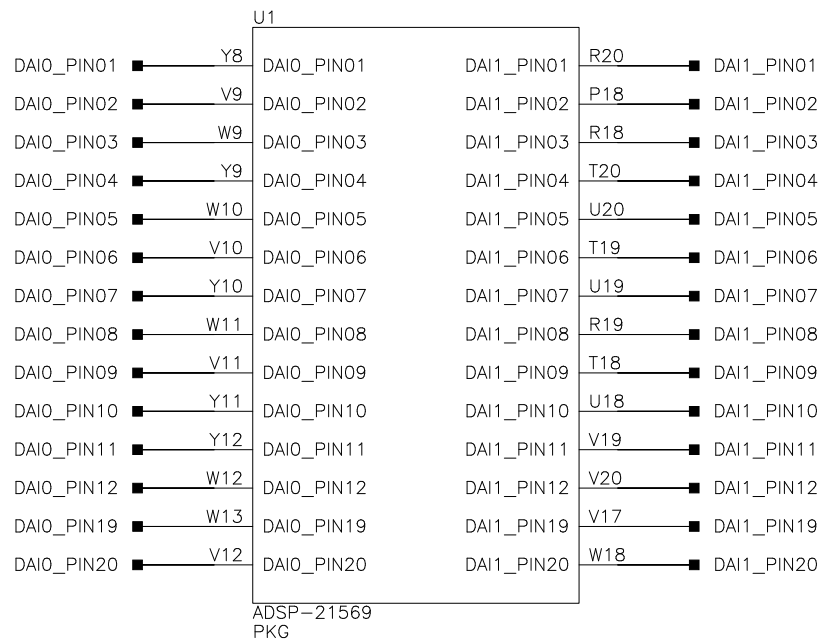 U1
DAI0_PIN01 Y8 DAI0_PIN01 DAI1_PIN01 R20 DAI1_PIN01
DAI0_PIN02 V9 DAI0_PIN02 DAI1_PIN02 P18 DAI1_PIN02
DAI0_PIN03 W9 DAI0_PIN03 DAI1_PIN03 R18 DAI1_PIN03
DAI0_PIN04 Y9 DAI0_PIN04 DAI1_PIN04 T20 DAI1_PIN04
DAI0_PIN05 W10 DAI0_PIN05 DAI1_PIN05 U20 DAI1_PIN05
DAI0_PIN06 V10 DAI0_PIN06 DAI1_PIN06 T19 DAI1_PIN06
DAI0_PIN07 Y10 DAI0_PIN07 DAI1_PIN07 U19 DAI1_PIN07
DAI0_PIN08 W11 DAI0_PIN08 DAI1_PIN08 R19 DAI1_PIN08
DAI0_PIN09 V11 DAI0_PIN09 DAI1_PIN09 T18 DAI1_PIN09
DAI0_PIN10 Y11 DAI0_PIN10 DAI1_PIN10 U18 DAI1_PIN10
DAI0_PIN11 Y12 DAI0_PIN11 DAI1_PIN11 V19 DAI1_PIN11
DAI0_PIN12 W12 DAI0_PIN12 DAI1_PIN12 V20 DAI1_PIN12
DAI0_PIN19 W13 DAI0_PIN19 DAI1_PIN19 V17 DAI1_PIN19
DAI0_PIN20 V12 DAI0_PIN20 DAI1_PIN20 W18 DAI1_PIN20
ADSP-21569
PKG